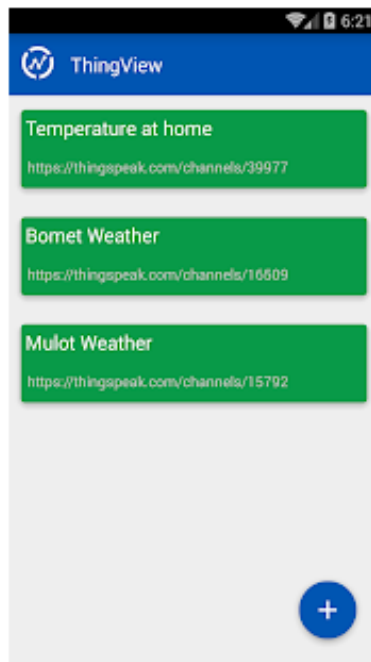 6:21
ThingView
Temperature at home
https://thingspeak.com/channels/39977
Bomet Weather
https://thingspeak.com/channels/16609
Mulot Weather
https://thingspeak.com/channels/15792
+